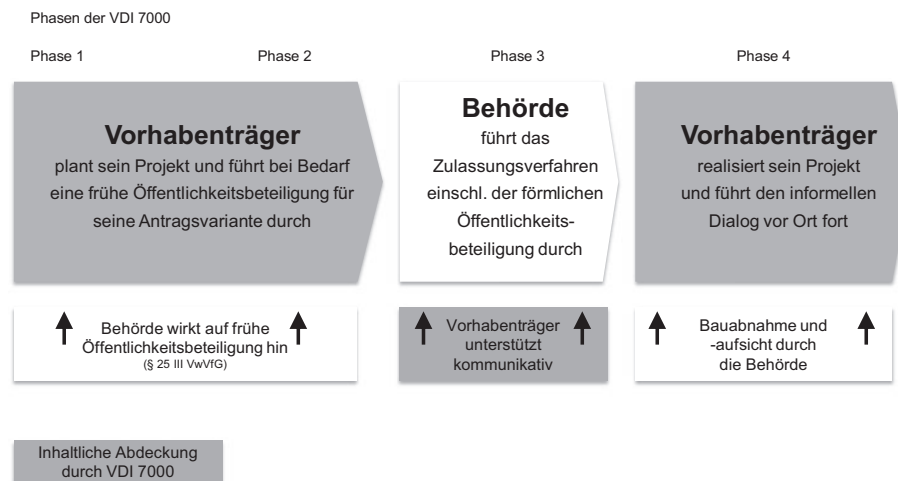 Phasen der VDI 7000
Phase 1
Phase 2
Phase 3
Phase 4
Vorhabenträger
plant sein Projekt und führt bei Bedarf
eine frühe Öffentlichkeitsbeteiligung für
seine Antragsvariante durch
Behörde
führt das
Zulassungsverfahren
einschl. der förmlichen
Öffentlichkeits-
beteiligung durch
Vorhabenträger
realisiert sein Projekt
und führt den informellen
Dialog vor Ort fort
Behörde wirkt auf frühe
Öffentlichkeitsbeteiligung hin
(§ 25 III VwVfG)
Vorhabenträger
unterstützt
kommunikativ
Bauabnahme und
-aufsicht durch
die Behörde
Inhaltliche Abdeckung
durch VDI 7000